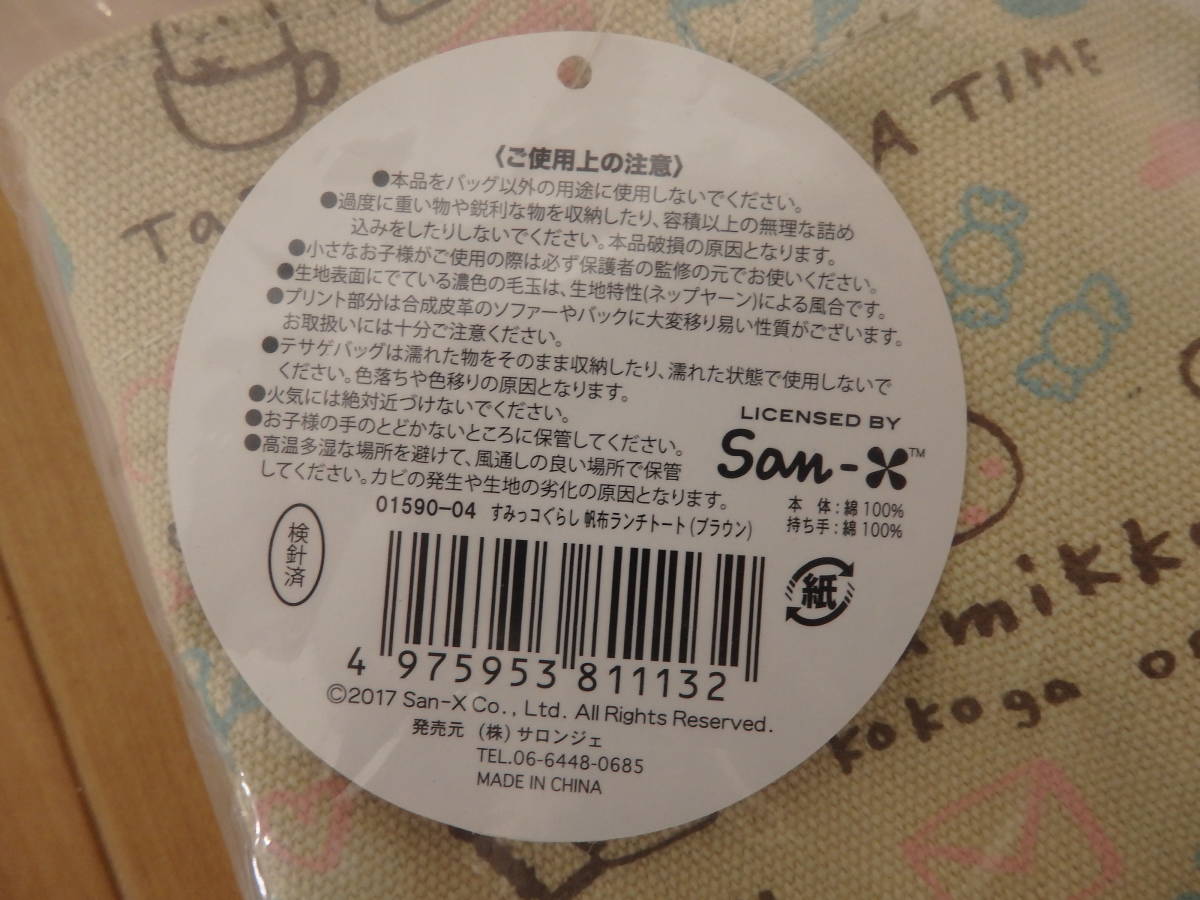 A TIME
〈ご使用上の注意〉
●本品をバッグ以外の用途に使用しないでください。
●過度に重い物や鋭利な物を収納したり、容積以上の無理な詰め
込みをしたりしないでください。本品破損の原因となります。
●小さなお子様がご使用の際は必ず保護者の監修の元でお使いください。
●生地表面にでている濃色の毛玉は、生地特性(ネップヤーン)による風合です。
●プリント部分は合成皮革のソファーやバックに大変移り易い性質がございます。
お取扱いには十分ご注意ください。
●テサゲバッグは濡れた物をそのまま収納したり、濡れた状態で使用しないで
ください。色落ちや色移りの原因となります。
●火気には絶対近づけないでください。
●お子様の手のとどかないところに保管してください。
●高温多湿な場所を避けて、風通しの良い場所で保管
してください。カビの発生や生地の劣化の原因となります。
LICENSED BY
San-X™
本 体:綿100%
持ち手:綿100%
01590-04 すみっコぐらし 帆布ランチトート(ブラウン)
検針済
紙
4 975953 811132
©2017 San-X Co., Ltd. All Rights Reserved.
発売元 (株)サロンジェ
TEL.06-6448-0685
MADE IN CHINA
kokoga